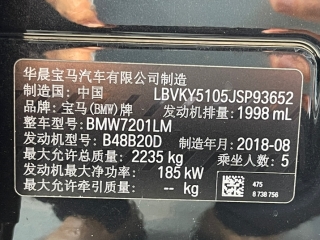 华晨宝马汽车有限公司制造
制造国：中国 LBVKY5105JSP93652
品牌：宝马(BMW)牌 发动机排量：1998 mL
整车型号：BMW7201LM
发动机型号：B48B20D 2018-08
最大允许总质量：2235 kg 乘坐人数：5
发动机最大净功率：185 kW
最大允许牵引质量：-- kg
475
8 738 756